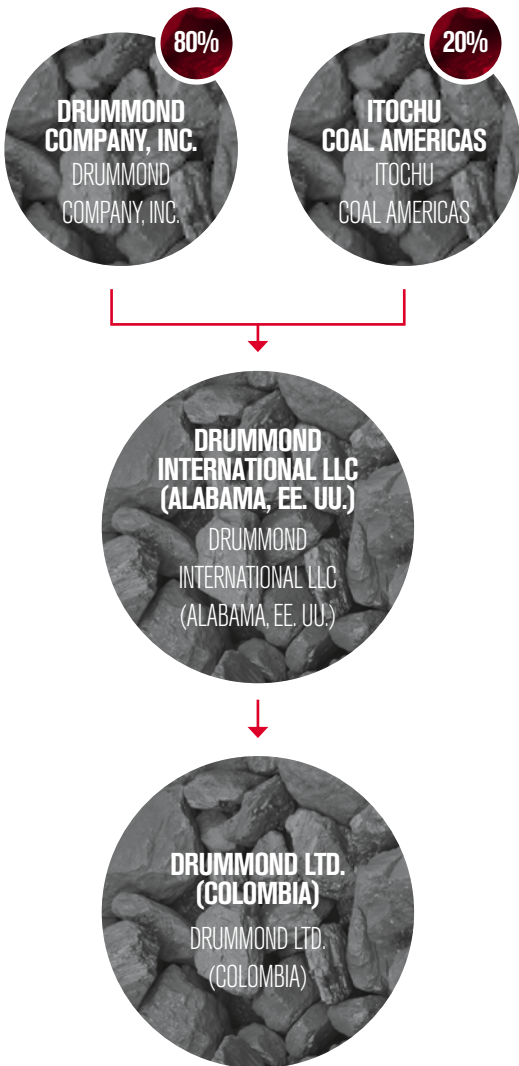 80%
DRUMMOND
COMPANY, INC.
DRUMMOND
COMPANY, INC.
20%
ITOCHU
COAL AMERICAS
ITOCHU
COAL AMERICAS
DRUMMOND
INTERNATIONAL LLC
(ALABAMA, EE. UU.)
DRUMMOND
INTERNATIONAL LLC
(ALABAMA, EE. UU.)
DRUMMOND LTD.
(COLOMBIA)
DRUMMOND LTD.
(COLOMBIA)